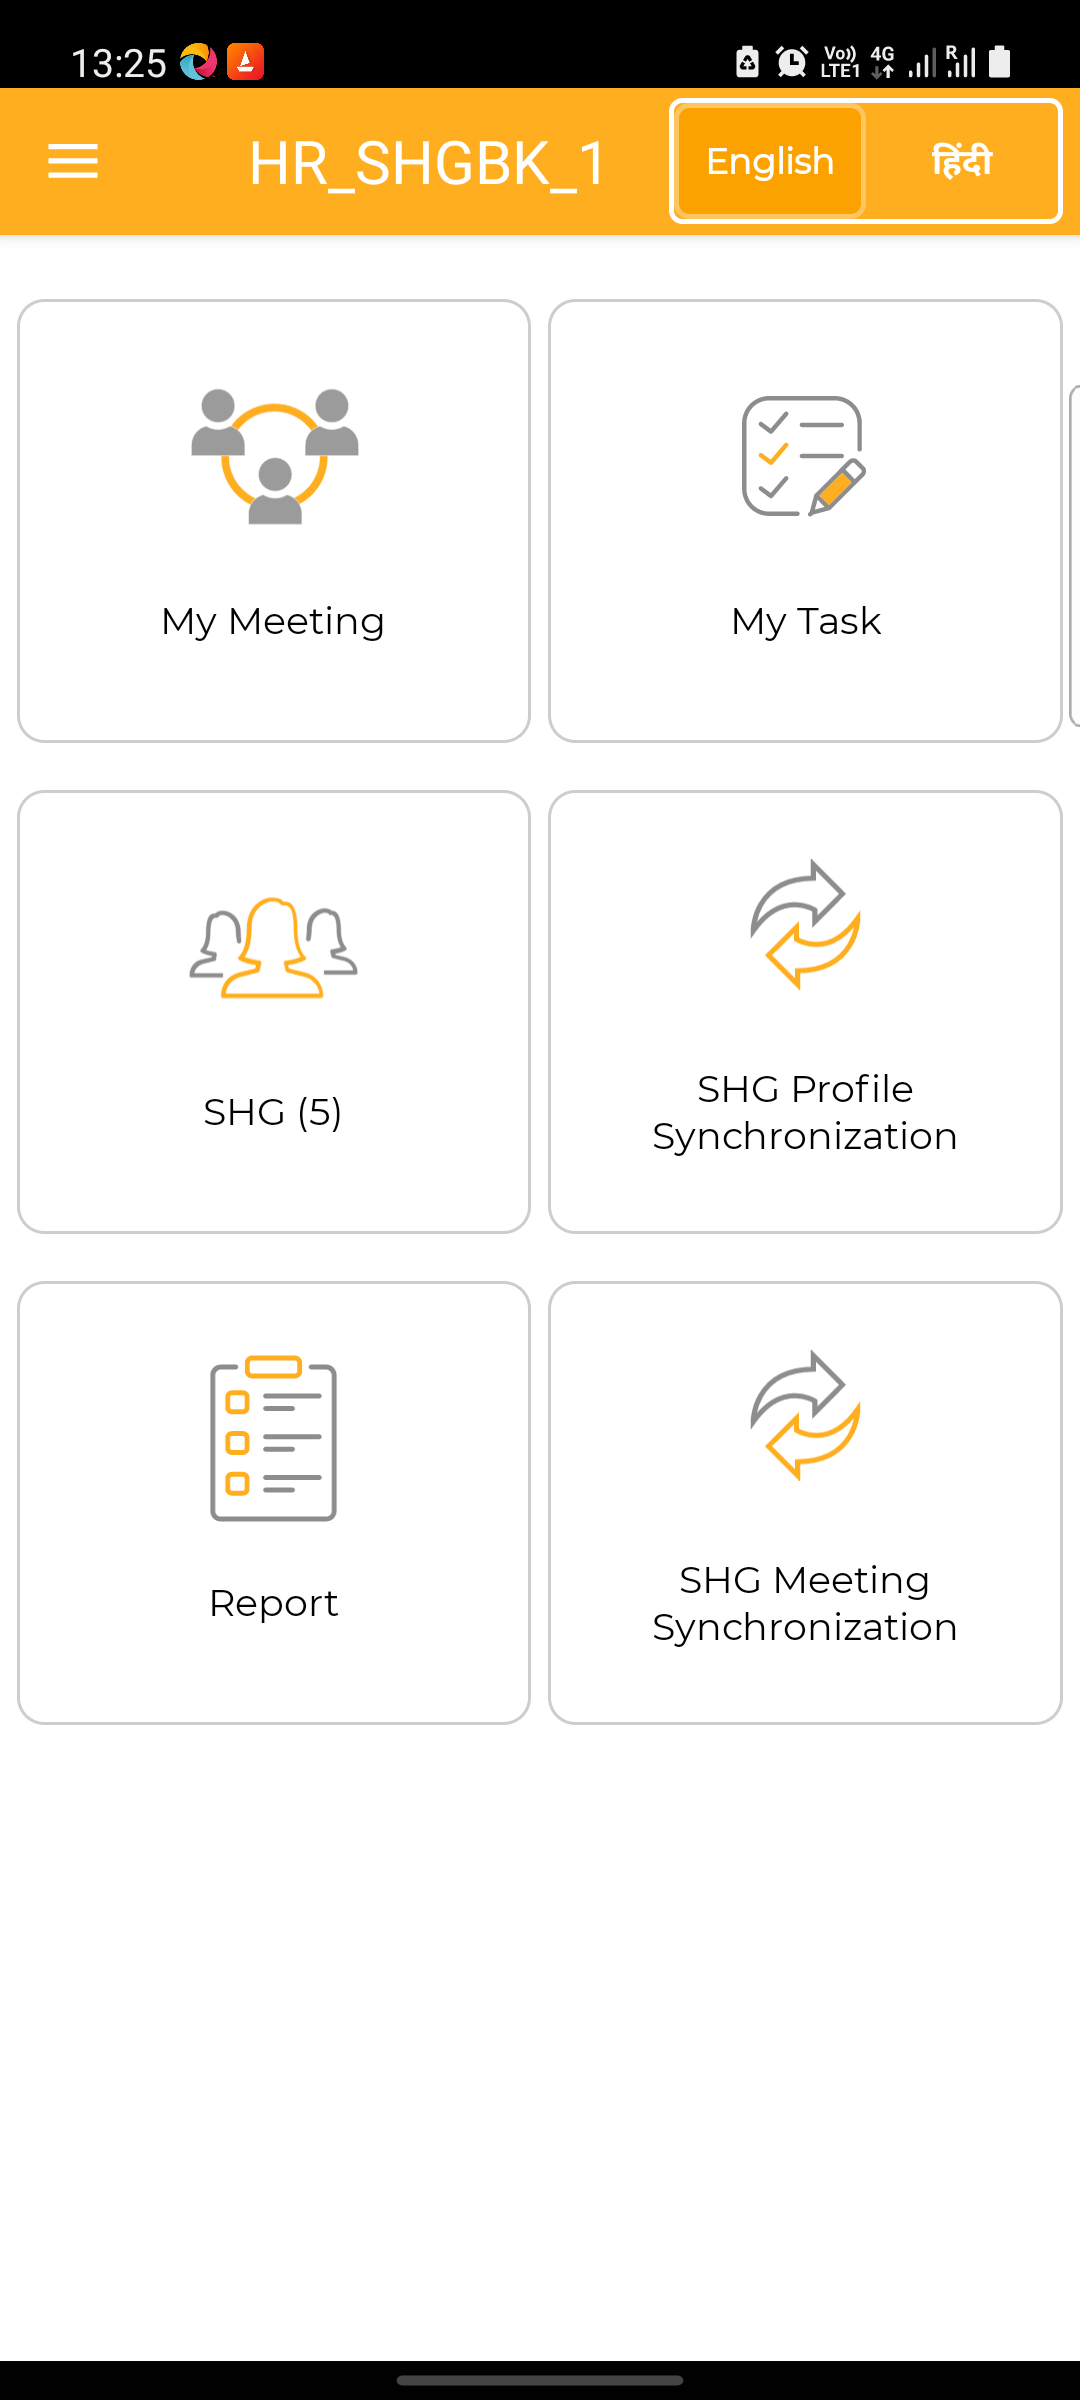 13:25
Vo)) 4G R
LTE1
HR_SHGBK_1 English हिंदी
My Meeting
My Task
SHG (5)
SHG Profile
Synchronization
Report
SHG Meeting
Synchronization